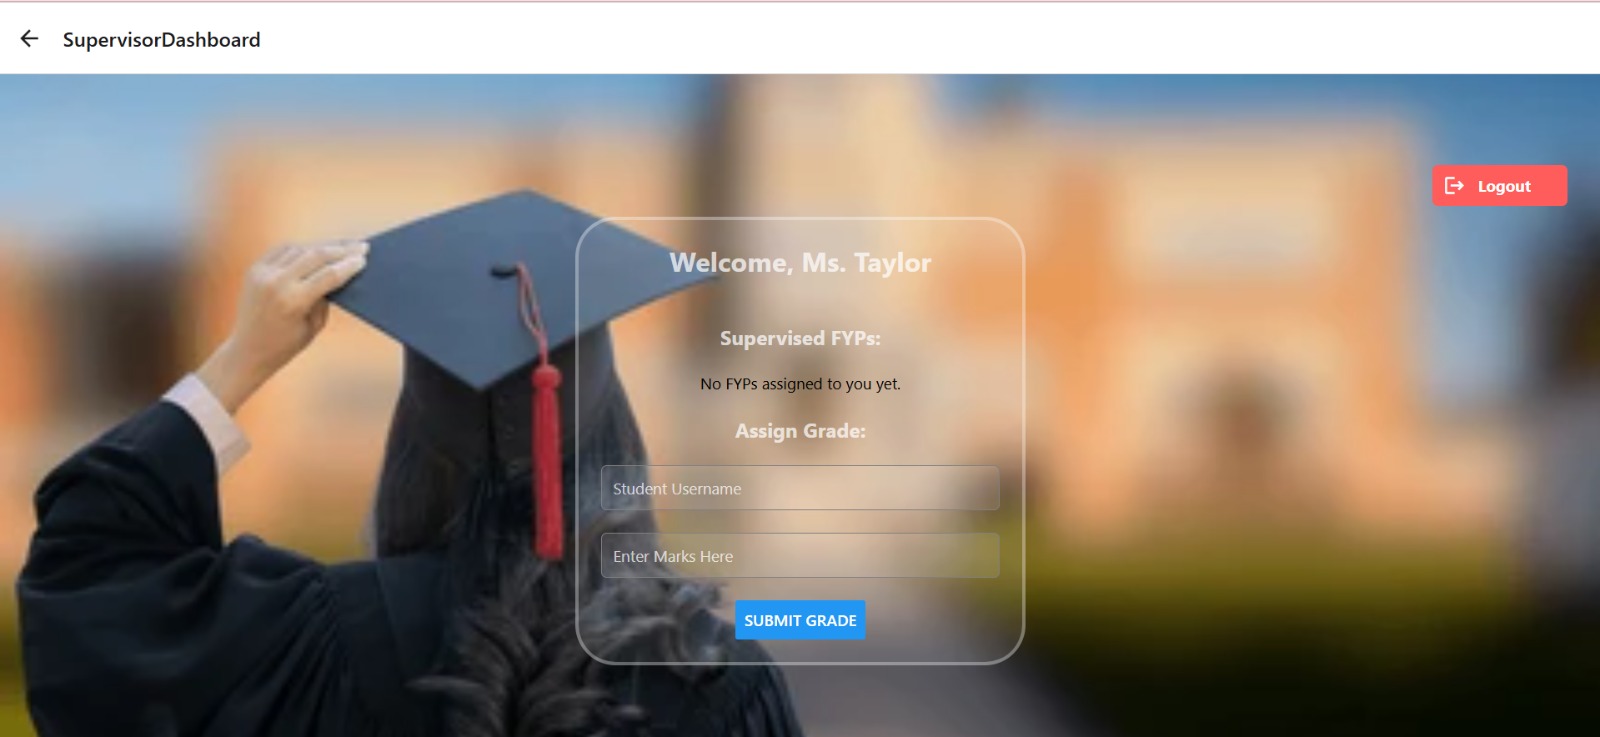 SupervisorDashboard
Logout
Welcome, Ms. Taylor
Supervised FYPs:
No FYPs assigned to you yet.
Assign Grade:
Student Username
Enter Marks Here
SUBMIT GRADE